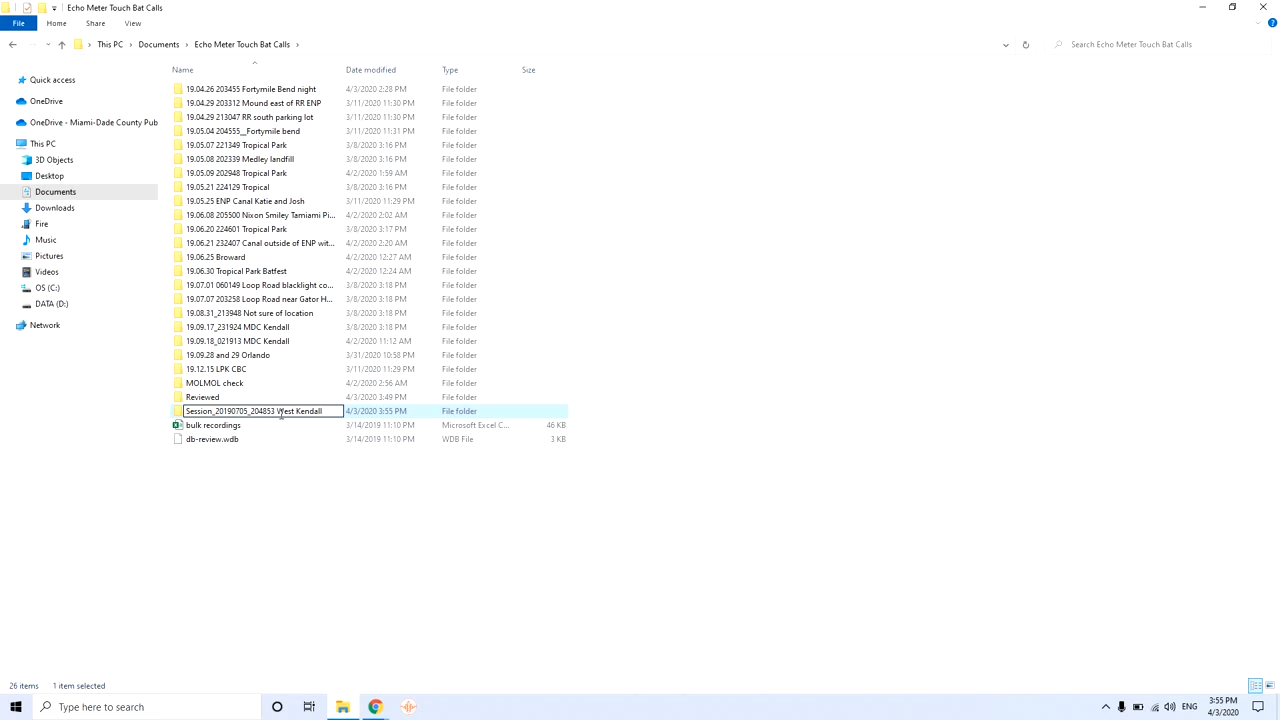 Echo Meter Touch Bat Calls
File Home Share View
This PC Documents Echo Meter Touch Bat Calls Search Echo Meter Touch Bat Calls
Name Date modified Type Size
Quick access
OneDrive
OneDrive - Miami-Dade County Pub
This PC
3D Objects
Desktop
Documents
Downloads
Fire
Music
Pictures
Videos
OS (C:)
DATA (D:)
Network
19.04.26 203455 Fortymile Bend night 4/3/2020 2:28 PM File folder
19.04.29 203312 Mound east of RR ENP 3/11/2020 11:30 PM File folder
19.04.29 213047 RR south parking lot 3/11/2020 11:30 PM File folder
19.05.04 204555__Fortymile bend 3/11/2020 11:31 PM File folder
19.05.07 221349 Tropical Park 3/8/2020 3:16 PM File folder
19.05.08 202339 Medley landfill 3/8/2020 3:16 PM File folder
19.05.09 202948 Tropical Park 4/2/2020 1:59 AM File folder
19.05.21 224129 Tropical 3/8/2020 3:16 PM File folder
19.05.25 ENP Canal Katie and Josh 3/11/2020 11:29 PM File folder
19.06.08 205500 Nixon Smiley Tamiami Pi... 4/2/2020 2:02 AM File folder
19.06.20 224601 Tropical Park 3/8/2020 3:17 PM File folder
19.06.21 232407 Canal outside of ENP wit... 4/2/2020 2:20 AM File folder
19.06.25 Broward 4/2/2020 12:27 AM File folder
19.06.30 Tropical Park Batfest 4/2/2020 12:24 AM File folder
19.07.01 060149 Loop Road blacklight co... 3/8/2020 3:18 PM File folder
19.07.07 203258 Loop Road near Gator H... 3/8/2020 3:18 PM File folder
19.08.31_213948 Not sure of location 3/8/2020 3:18 PM File folder
19.09.17_231924 MDC Kendall 3/8/2020 3:18 PM File folder
19.09.18_021913 MDC Kendall 4/2/2020 11:12 AM File folder
19.09.28 and 29 Orlando 3/31/2020 10:58 PM File folder
19.12.15 LPK CBC 3/11/2020 11:29 PM File folder
MOLMOL check 4/2/2020 2:56 AM File folder
Reviewed 4/3/2020 3:49 PM File folder
Session_20190705_204853 West Kendall 4/3/2020 3:55 PM File folder
bulk recordings 3/14/2019 11:10 PM Microsoft Excel C... 46 KB
db-review.wdb 3/14/2019 11:10 PM WDB File 3 KB
26 items 1 item selected
Type here to search
ENG
3:55 PM
4/3/2020